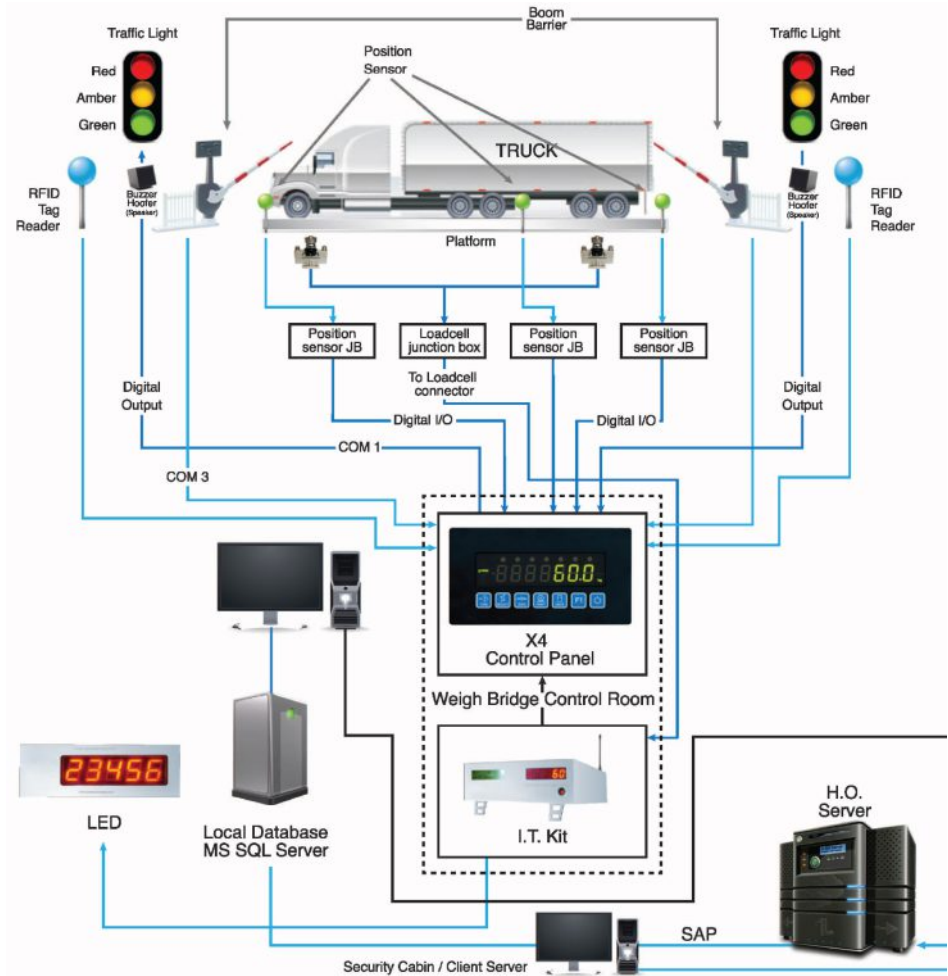 Boom
Barrier
Traffic Light
Traffic Light
Position
Sensor
Red
Amber
Green
Red
Amber
Green
TRUCK
RFID
Tag
Reader
Buzzer
Hoofer
(Speaker)
Buzzer
Hoofer
(Speaker)
RFID
Tag
Reader
Platform
Position
sensor JB
Loadcell
junction box
Position
sensor JB
Position
sensor JB
To Loadcell
connector
Digital
Output
Digital
Output
Digital I/O
Digital I/O
COM 1
COM 3
60.0
X4
Control Panel
Weigh Bridge Control Room
60
I.T. Kit
23456
LED
Local Database
MS SQL Server
H.O.
Server
SAP
Security Cabin / Client Server